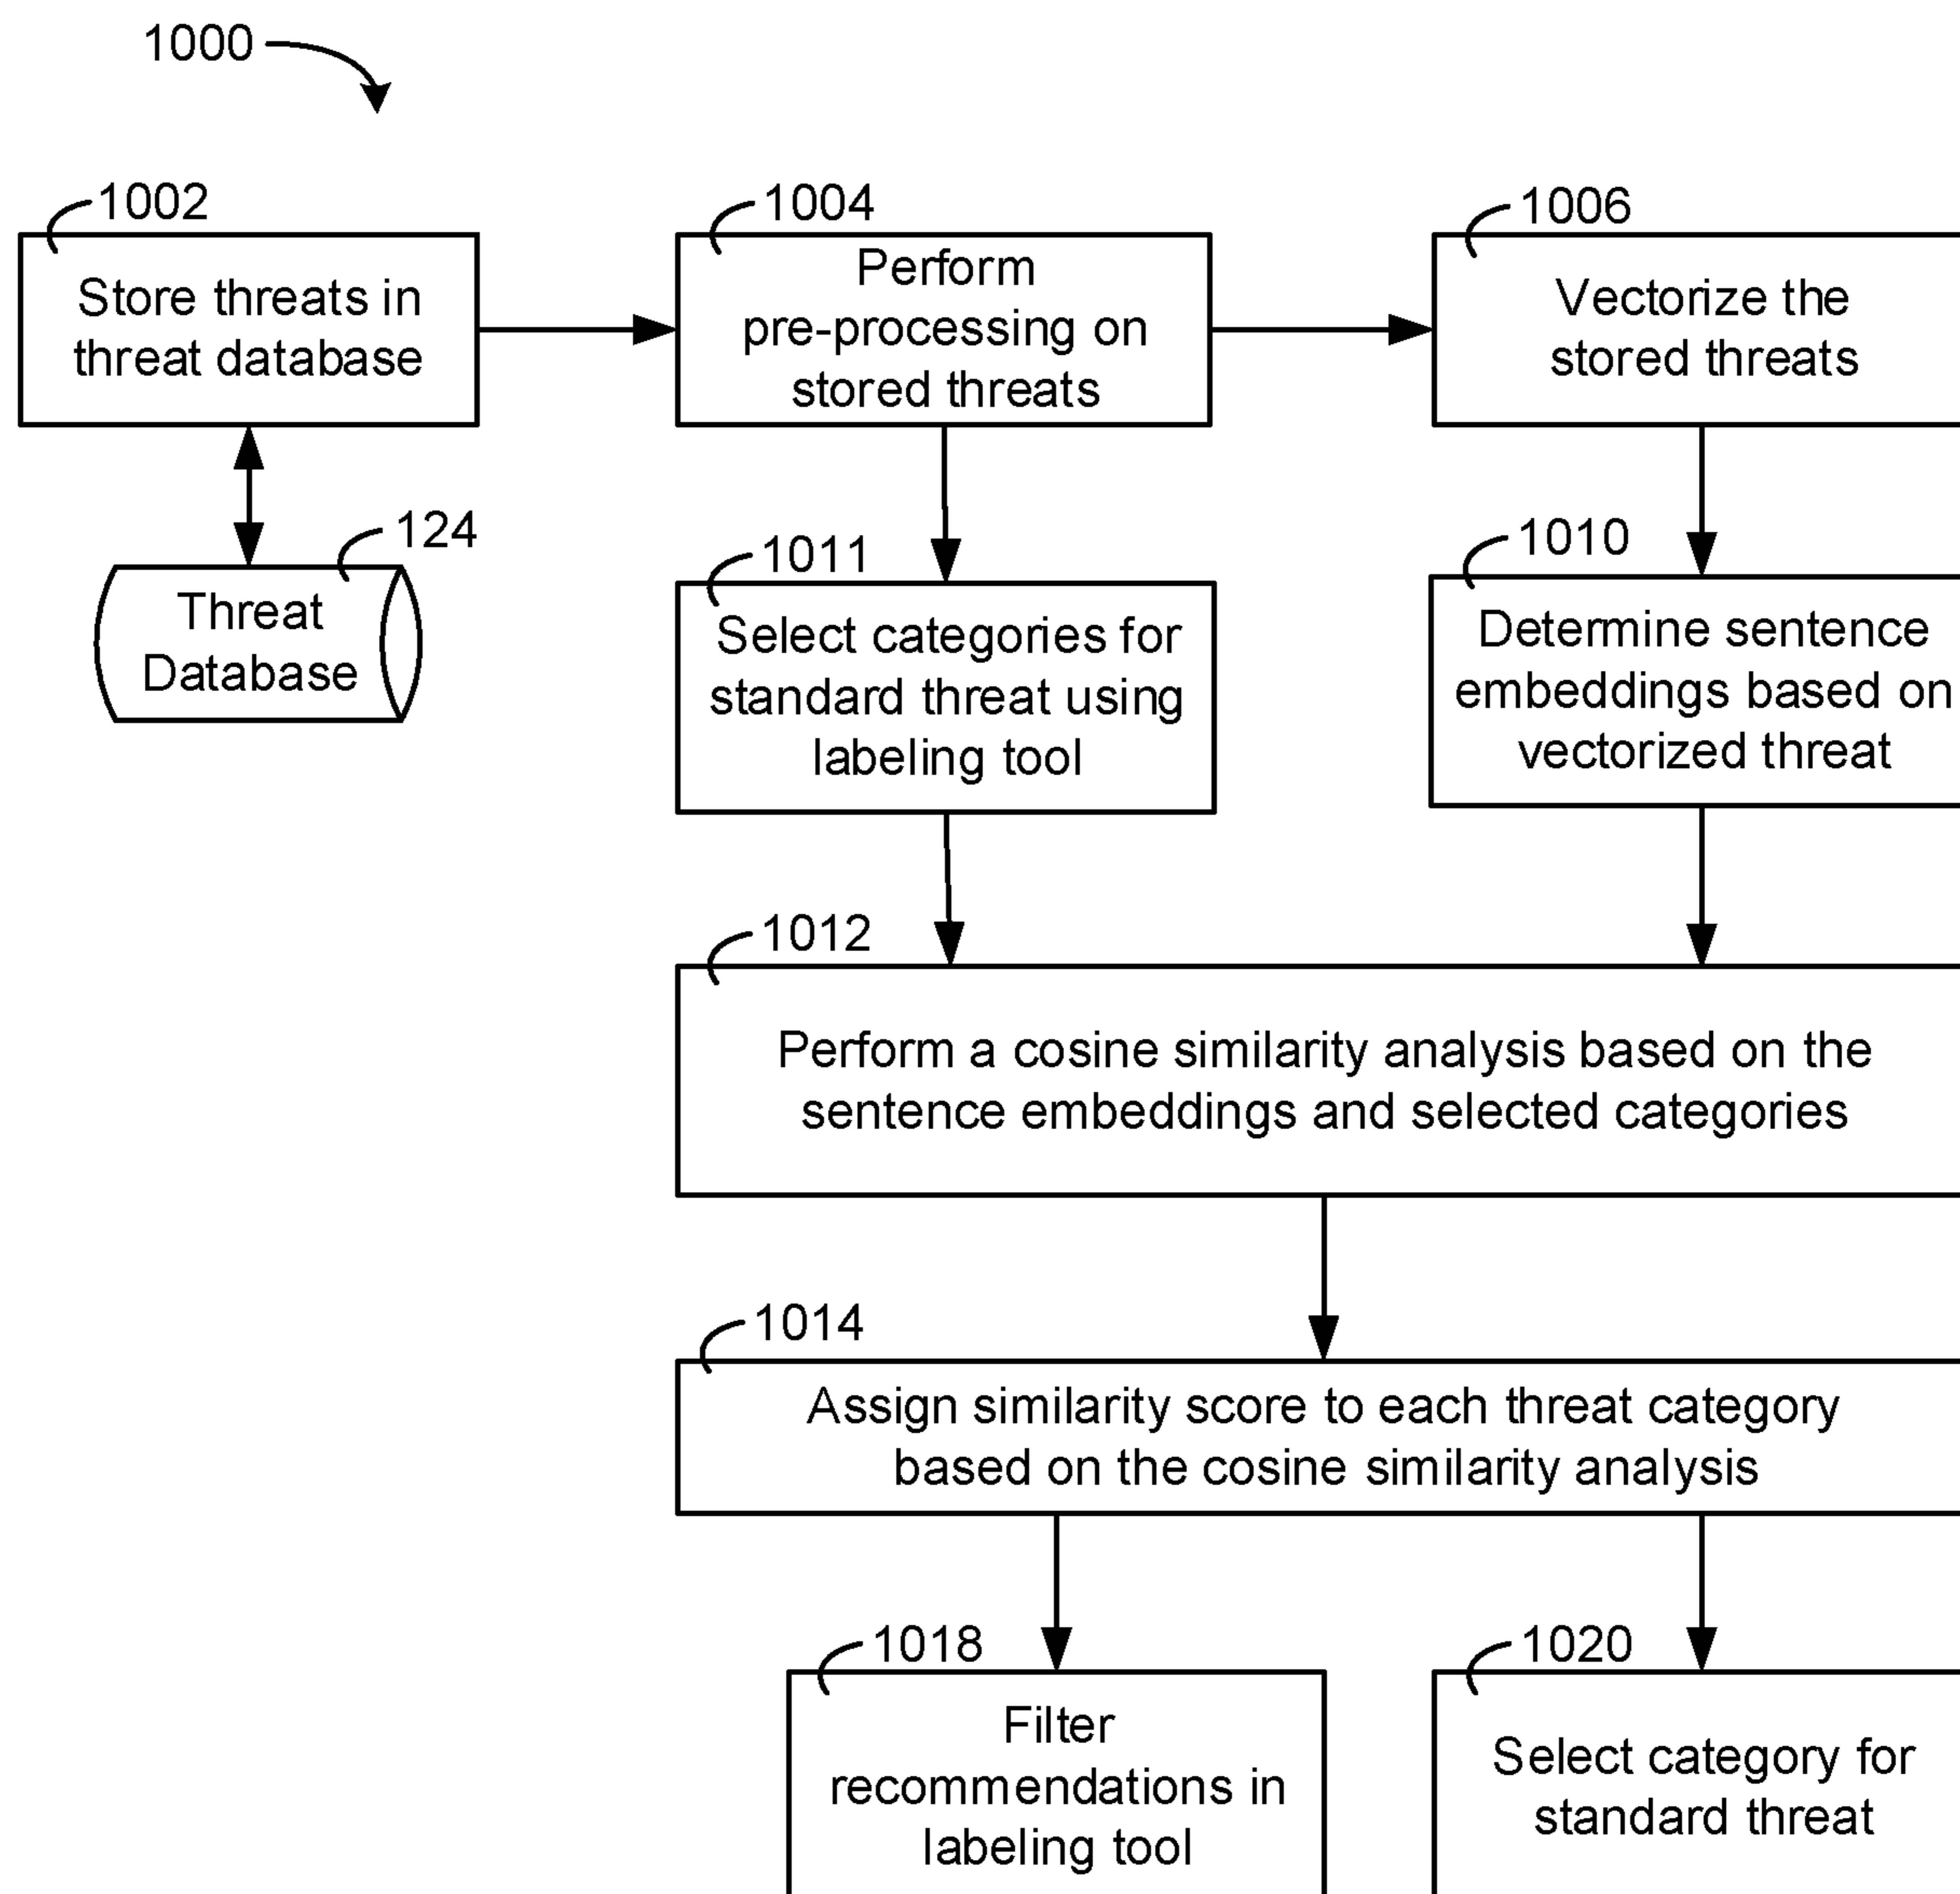 1000
1002
Store threats in
threat database
1004
Perform
pre-processing on
stored threats
1006
Vectorize the
stored threats
124
Threat
Database
1011
Select categories for
standard threat using
labeling tool
1010
Determine sentence
embeddings based on
vectorized threat
1012
Perform a cosine similarity analysis based on the
sentence embeddings and selected categories
1014
Assign similarity score to each threat category
based on the cosine similarity analysis
1018
Filter
recommendations in
labeling tool
1020
Select category for
standard threat